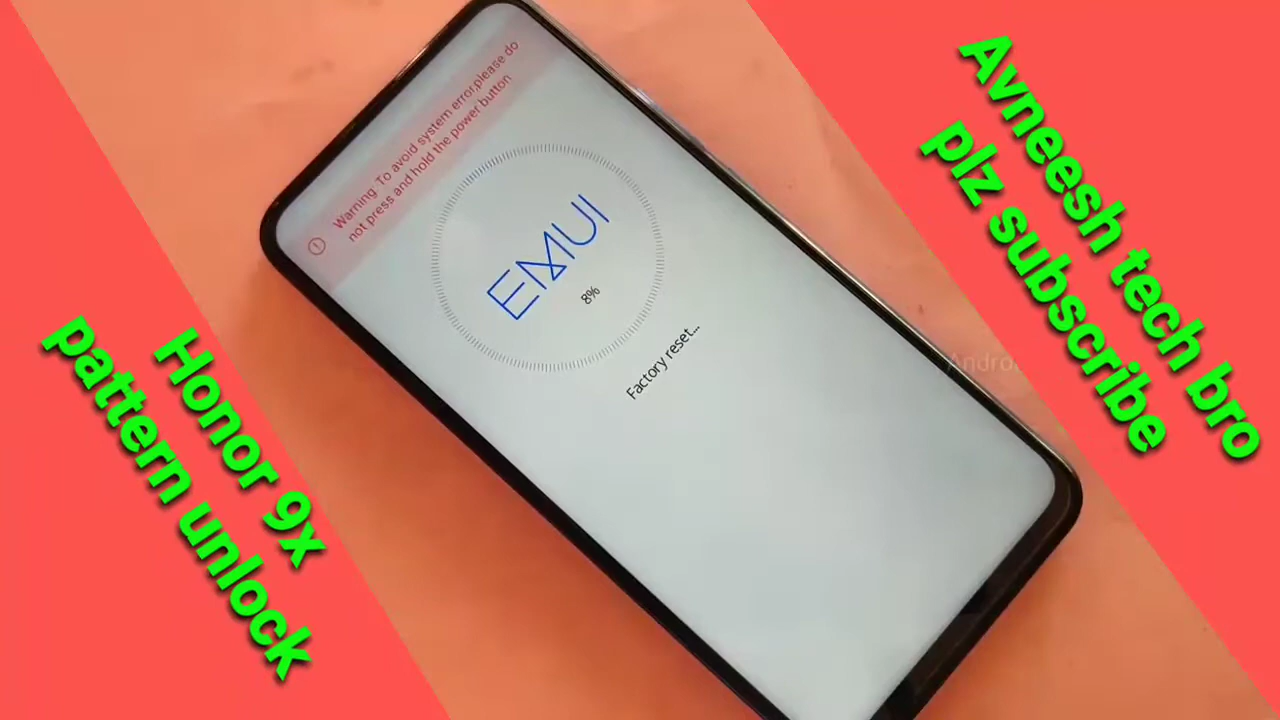 Avneesh tech bro
plz subscribe
Warning: To avoid system error,please do
not press and hold the power button
EMUI
8%
Factory reset...
Honor 9x
pattern unlock